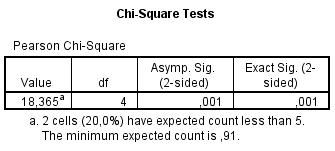 Chi-Square Tests
Pearson Chi-Square
Value df Asymp. Sig. (2-sided) Exact Sig. (2-sided)
18,365a 4 ,001 ,001
a. 2 cells (20,0%) have expected count less than 5.
The minimum expected count is ,91.